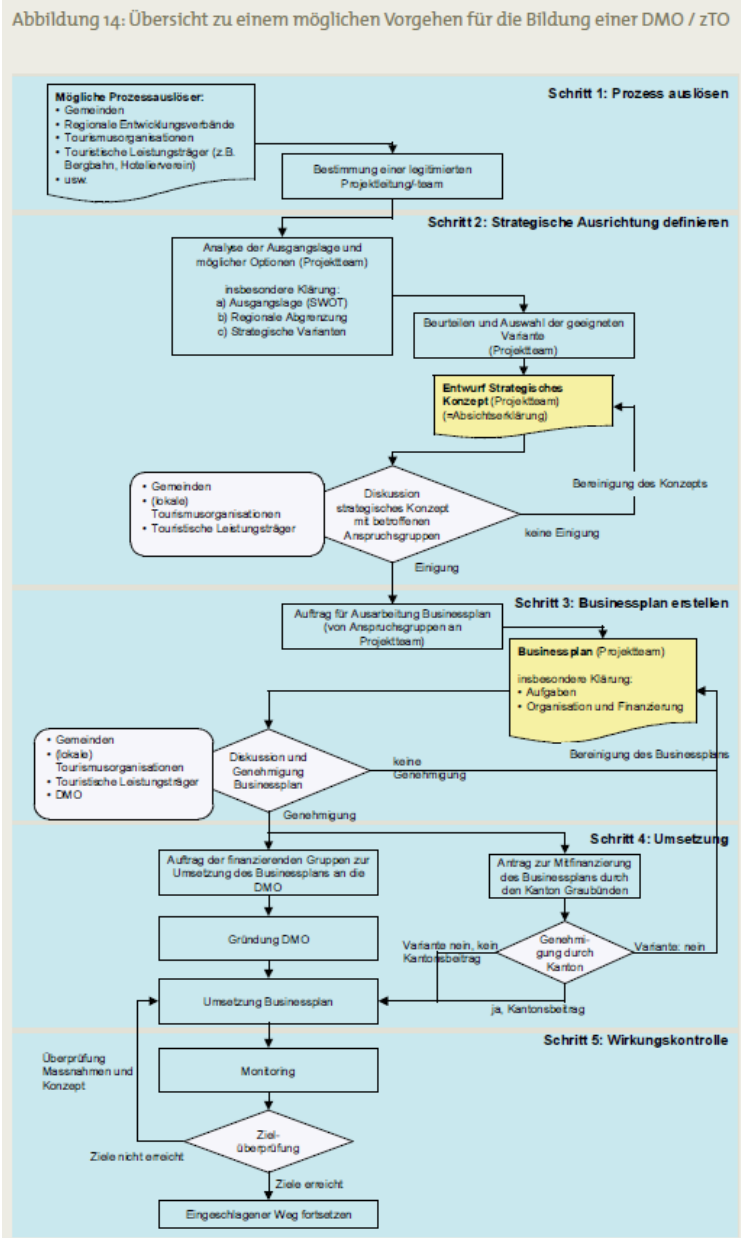 Abbildung 14: Übersicht zu einem möglichen Vorgehen für die Bildung einer DMO / zTO
Schritt 1: Prozess auslösen
Mögliche Prozessauslöser:
• Gemeinden
• Regionale Entwicklungsverbände
• Tourismusorganisationen
• Touristische Leistungsträger (z.B.
Bergbahn, Hotelierverein)
• usw.
Bestimmung einer legitimierten
Projektleitung/-team
Schritt 2: Strategische Ausrichtung definieren
Analyse der Ausgangslage und
möglicher Optionen (Projektteam)
insbesondere Klärung:
a) Ausgangslage (SWOT)
b) Regionale Abgrenzung
c) Strategische Varianten
Beurteilen und Auswahl der geeigneten
Variante
(Projektteam)
Entwurf Strategisches
Konzept (Projektteam)
(=Absichtserklärung)
Bereinigung des Konzepts
• Gemeinden
• (lokale)
Tourismusorganisationen
• Touristische Leistungsträger
Diskussion
strategisches Konzept
mit betroffenen
Anspruchsgruppen
keine Einigung
Einigung
Schritt 3: Businessplan erstellen
Auftrag für Ausarbeitung Businessplan
(von Anspruchsgruppen an
Projektteam)
Businessplan (Projektteam)
insbesondere Klärung:
• Aufgaben
• Organisation und Finanzierung
Bereinigung des Businessplans
• Gemeinden
• (lokale)
Tourismusorganisationen
• Touristische Leistungsträger
• DMO
Diskussion und
Genehmigung
Businessplan
keine
Genehmigung
Genehmigung
Schritt 4: Umsetzung
Auftrag der finanzierenden Gruppen zur
Umsetzung des Businessplans an die
DMO
Antrag zur Mitfinanzierung
des Businessplans durch
den Kanton Graubünden
Gründung DMO
Variante nein, kein
Kantonsbeitrag
Genehmi-
gung durch
Kanton
Variante: nein
Umsetzung Businessplan
ja, Kantonsbeitrag
Schritt 5: Wirkungskontrolle
Überprüfung
Massnahmen und
Konzept
Monitoring
Ziel-
überprüfung
Ziele nicht erreicht
Ziele erreicht
Eingeschlagener Weg fortsetzen